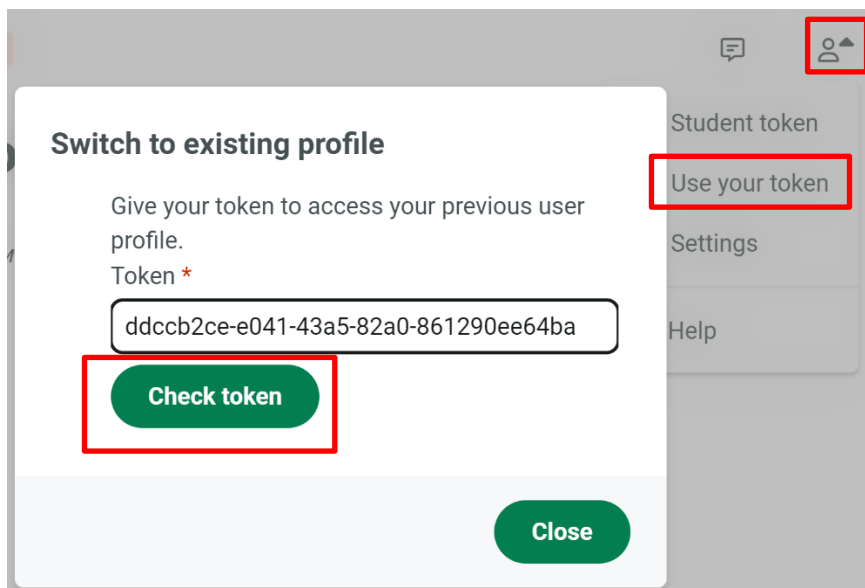 Student token
Use your token
Settings
Help
Switch to existing profile
Give your token to access your previous user
profile.
Token *
ddccb2ce-e041-43a5-82a0-861290ee64ba
Check token
Close